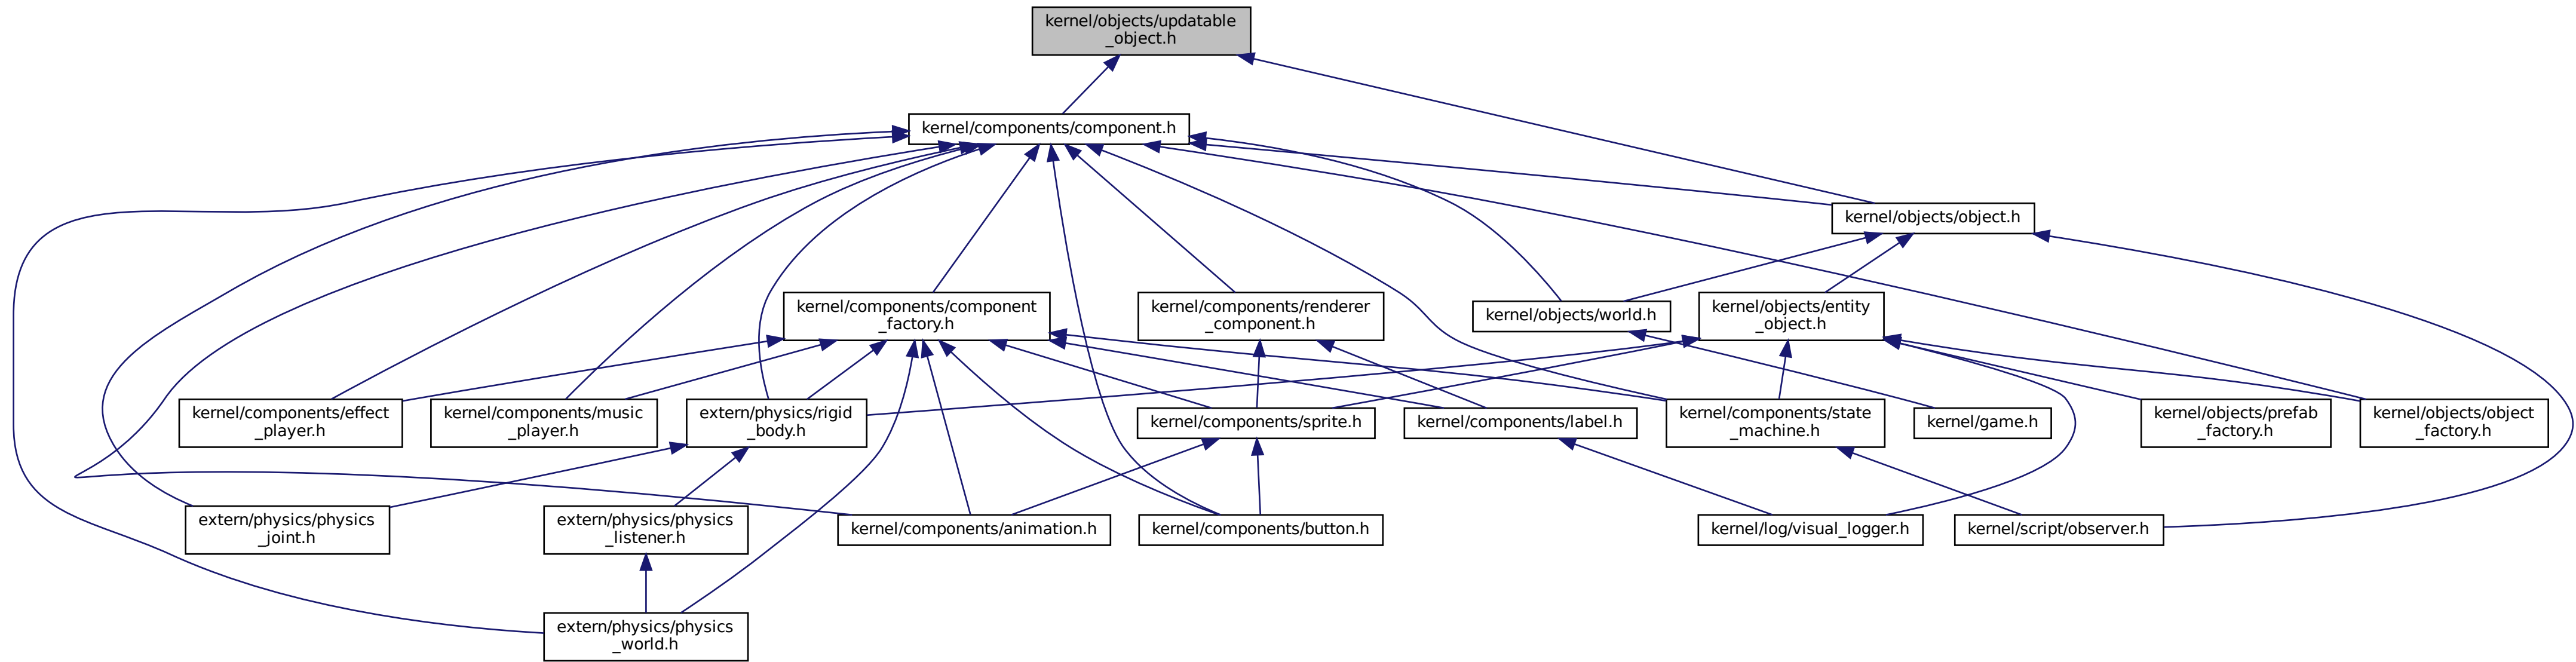 kernel/objects/updatable
_object.h
kernel/components/component.h
kernel/objects/object.h
kernel/components/component
_factory.h
kernel/components/renderer
_component.h
kernel/objects/world.h
kernel/objects/entity
_object.h
kernel/components/effect
_player.h
kernel/components/music
_player.h
extern/physics/rigid
_body.h
kernel/components/sprite.h
kernel/components/label.h
kernel/components/state
_machine.h
kernel/game.h
kernel/objects/prefab
_factory.h
kernel/objects/object
_factory.h
extern/physics/physics
_joint.h
extern/physics/physics
_listener.h
kernel/components/animation.h
kernel/components/button.h
kernel/log/visual_logger.h
kernel/script/observer.h
extern/physics/physics
_world.h